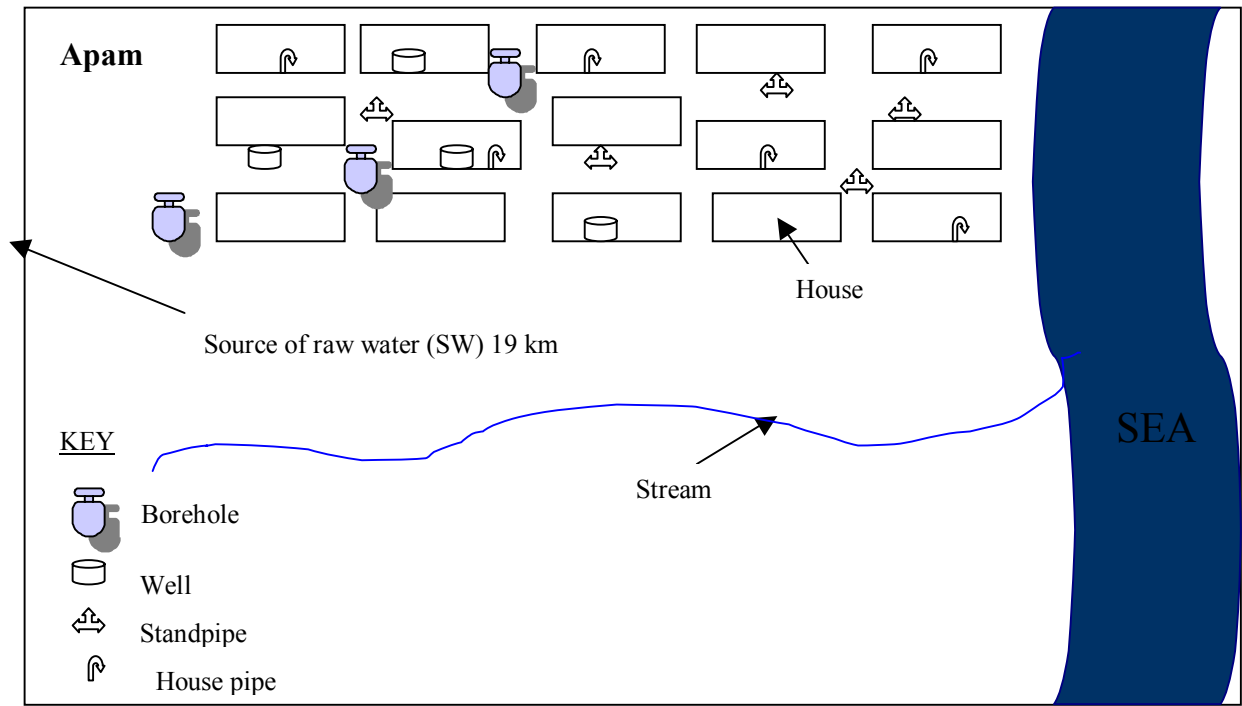 Apam
House
Source of raw water (SW) 19 km
SEA
KEY
Stream
Borehole
Well
Standpipe
House pipe